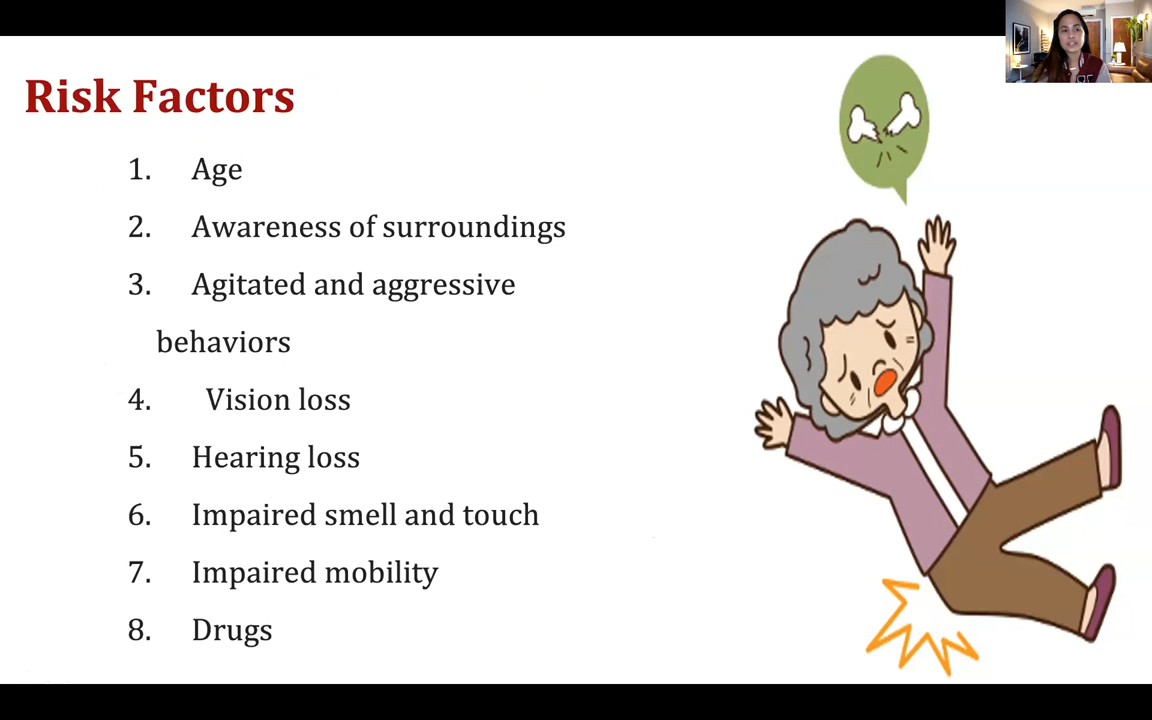 Risk Factors
1. Age
2. Awareness of surroundings
3. Agitated and aggressive
behaviors
4. Vision loss
5. Hearing loss
6. Impaired smell and touch
7. Impaired mobility
8. Drugs